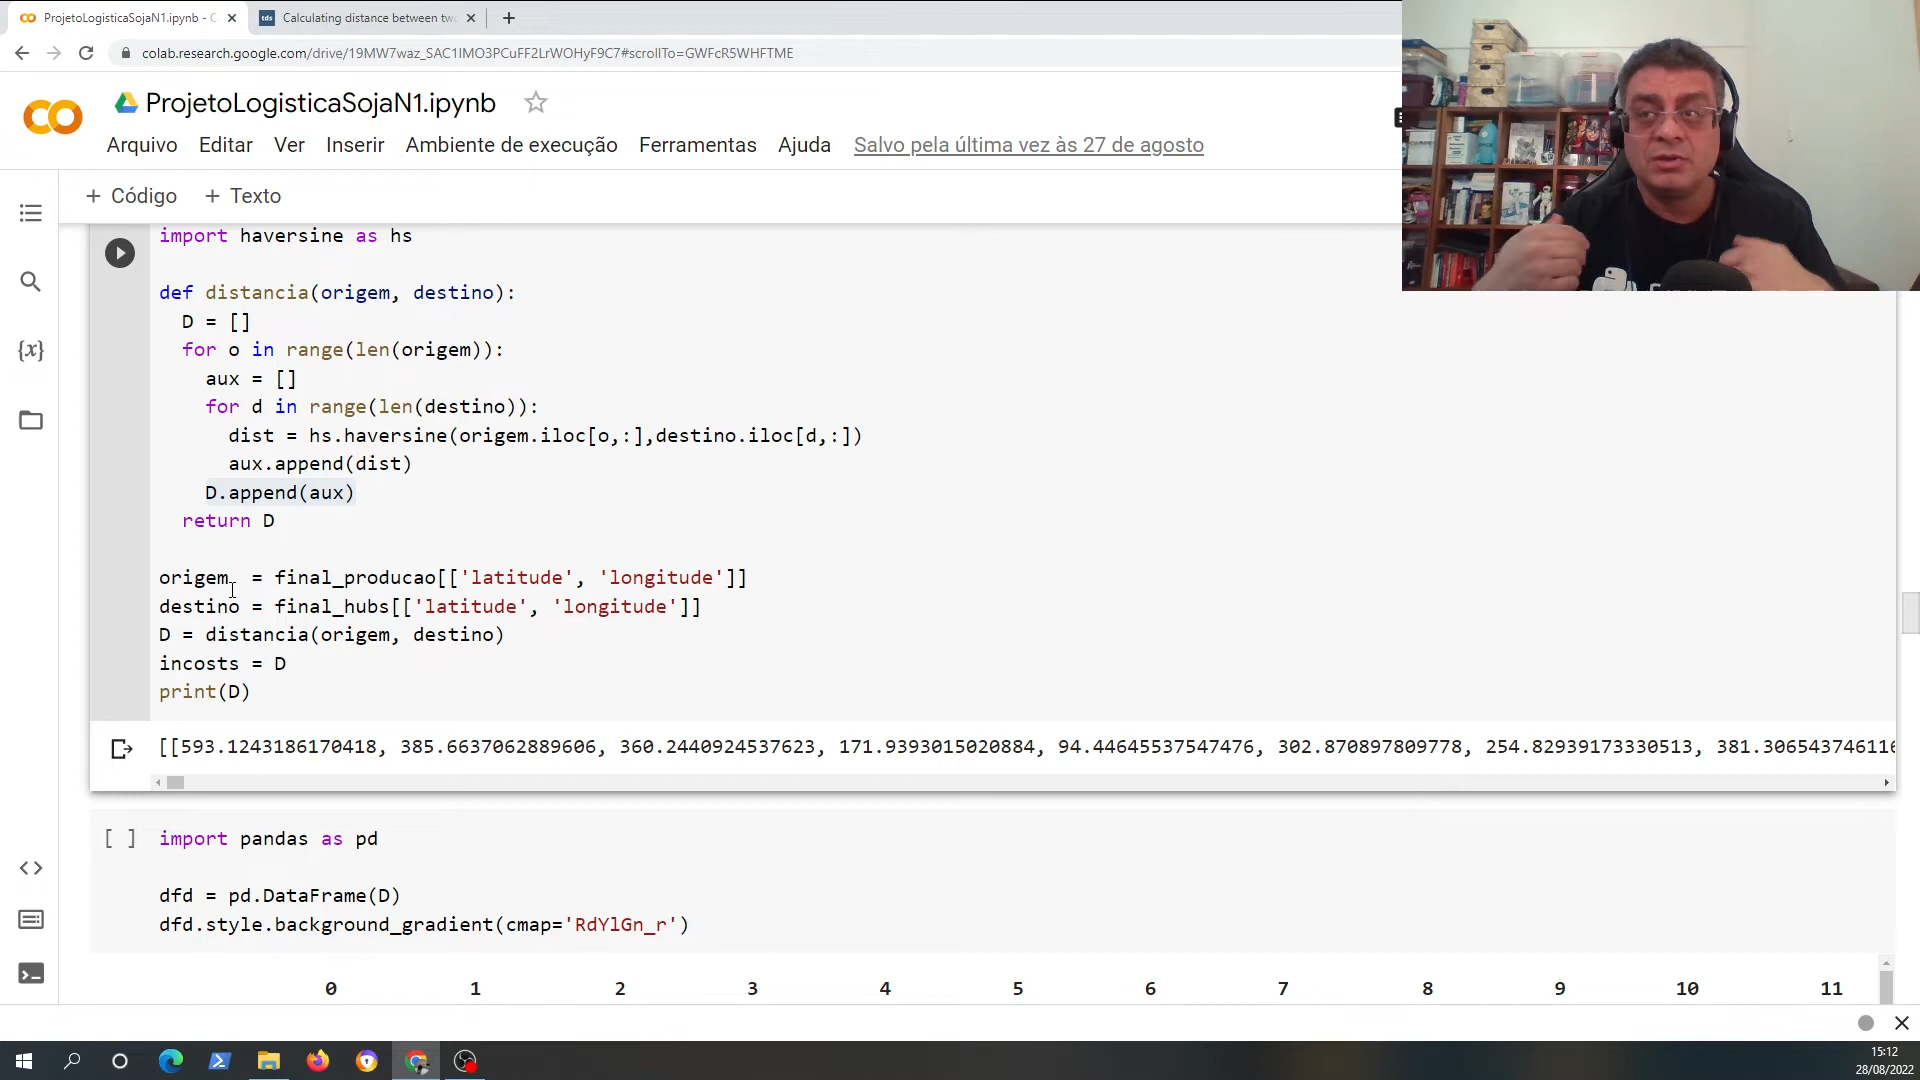 ProjetoLogisticaSojaN1.ipynb - C
tds Calculating distance between tw
colab.research.google.com/drive/19MW7waz_SAC1IMO3PCuFF2LrWOHyF9C7#scrollTo=GWFcR5WHFTME
ProjetoLogisticaSojaN1.ipynb
Arquivo Editar Ver Inserir Ambiente de execução Ferramentas Ajuda Salvo pela última vez às 27 de agosto
+ Código + Texto
import haversine as hs
def distancia(origem, destino):
D = []
for o in range(len(origem)):
aux = []
for d in range(len(destino)):
dist = hs.haversine(origem.iloc[o,:],destino.iloc[d,:])
aux.append(dist)
D.append(aux)
return D
origem = final_producao[['latitude', 'longitude']]
destino = final_hubs[['latitude', 'longitude']]
D = distancia(origem, destino)
incosts = D
print(D)
[[593.1243186170418, 385.6637062889606, 360.2440924537623, 171.9393015020884, 94.44645537547476, 302.870897809778, 254.82939173330513, 381.306543746116
[ ] import pandas as pd
dfd = pd.DataFrame(D)
dfd.style.background_gradient(cmap='RdYlGn_r')
0 1 2 3 4 5 6 7 8 9 10 11
15:12
28/08/2022